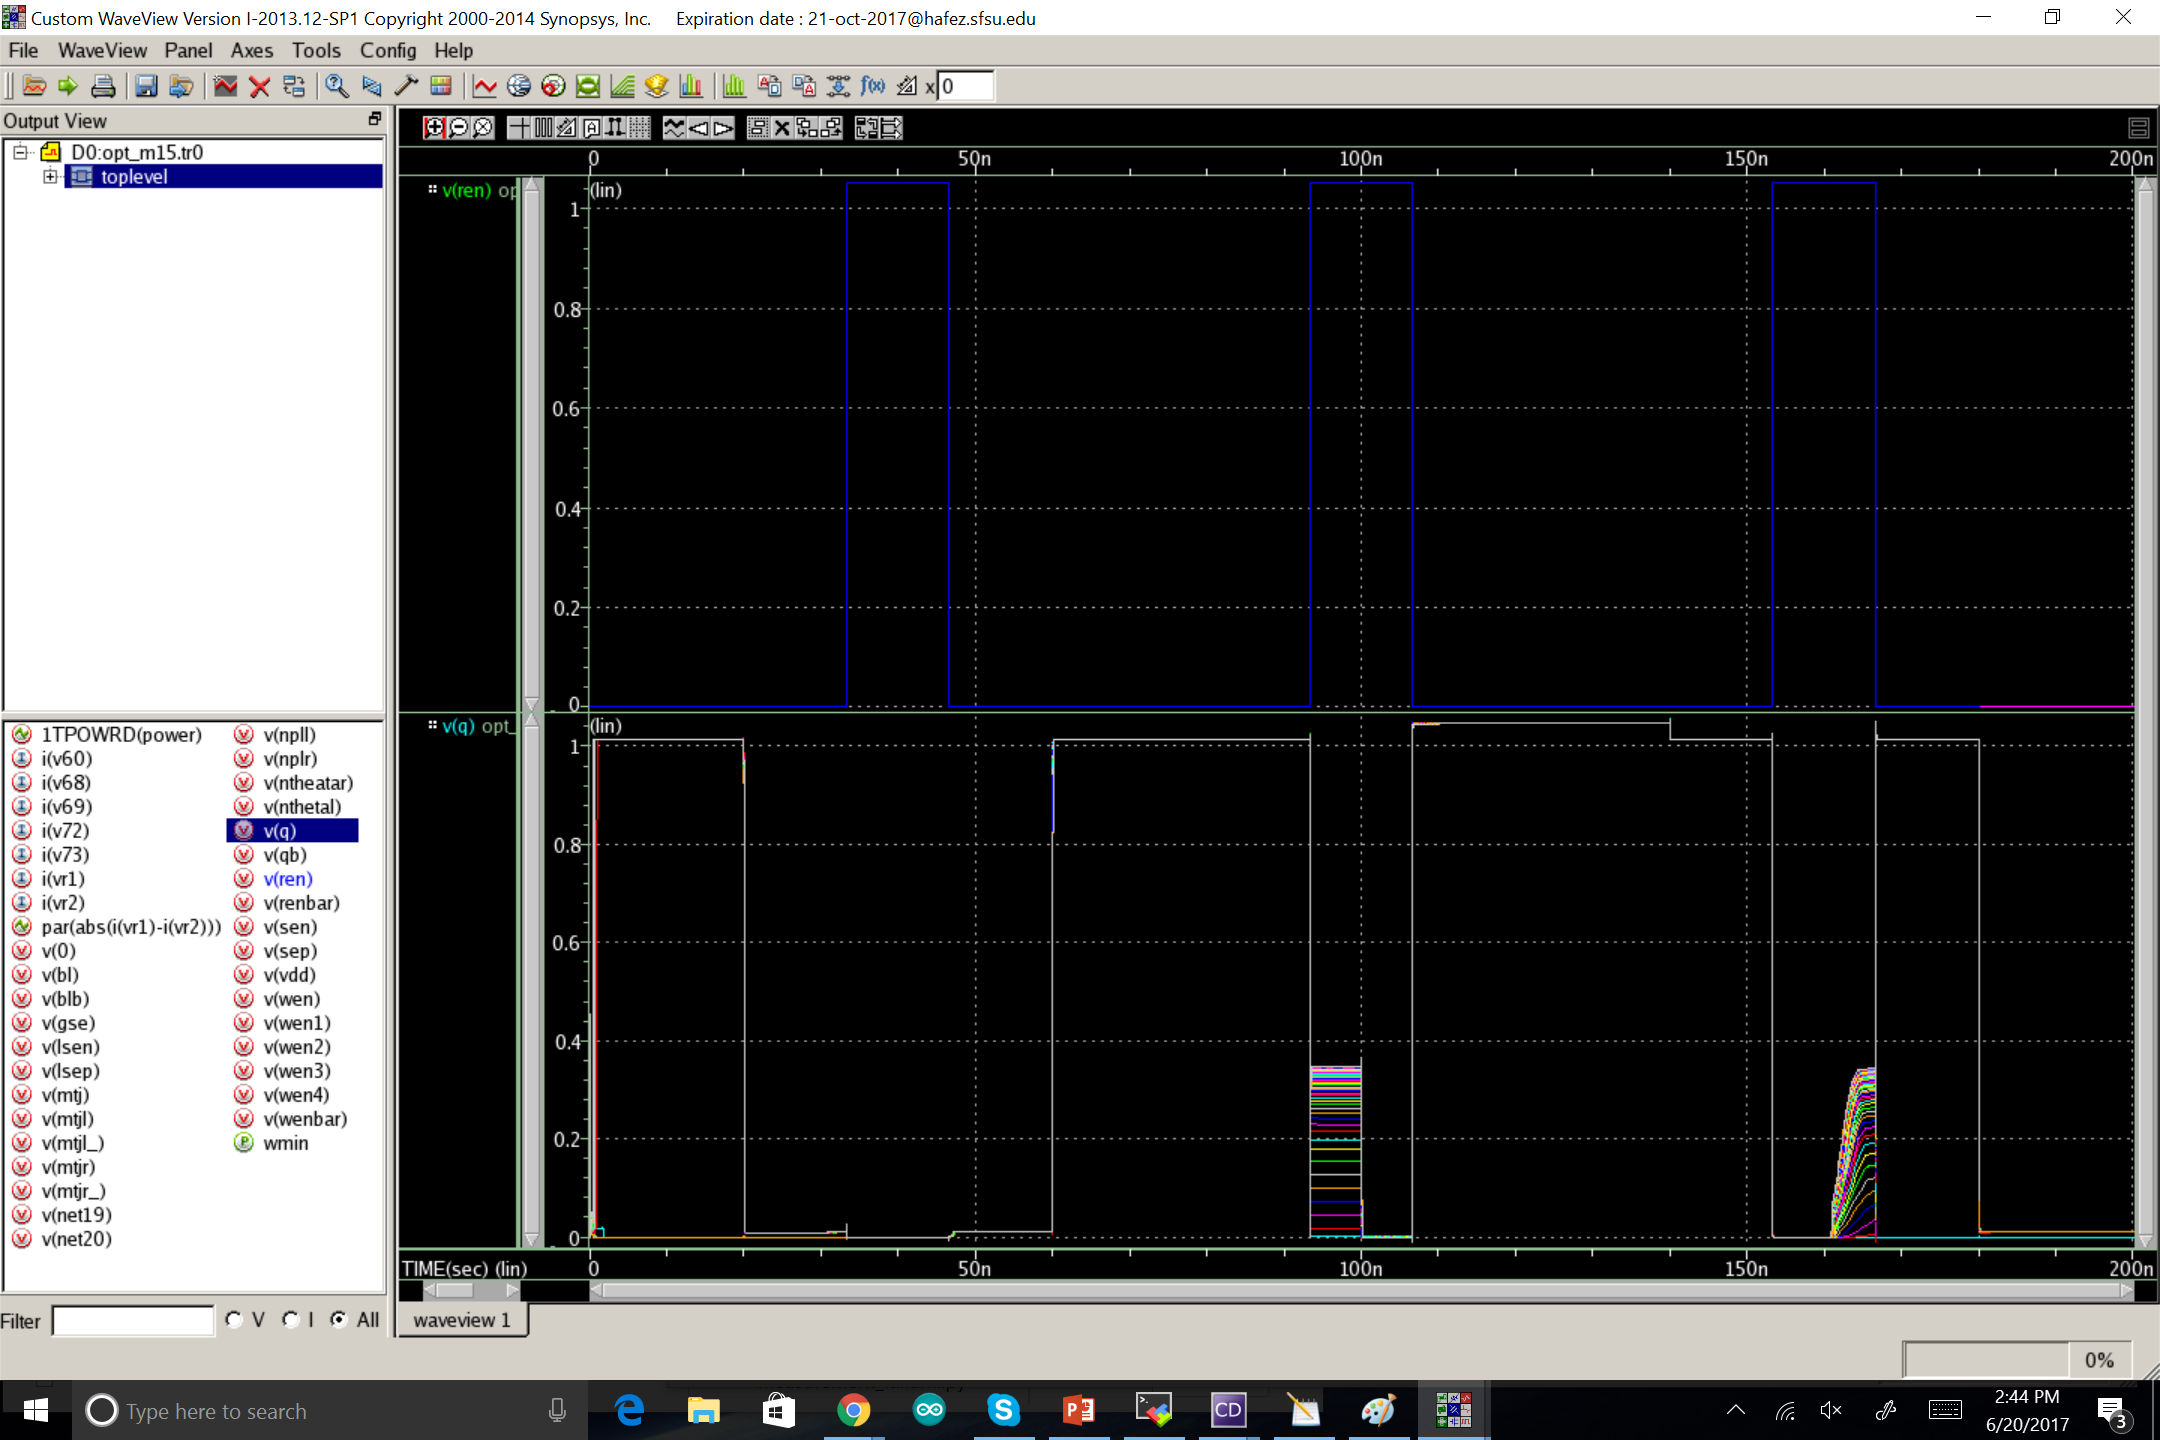 Custom WaveView Version I-2013.12-SP1 Copyright 2000-2014 Synopsys, Inc. Expiration date : 21-oct-2017@hafez.sfsu.edu
File WaveView Panel Axes Tools Config Help
f(x) x 0
Output View
D0:opt_m15.tr0
toplevel
0 50n 100n 150n 200n
v(ren) op
(lin)
1
0.8
0.6
0.4
0.2
0
v(q) opt_
(lin)
1
0.8
0.6
0.4
0.2
0
TIME(sec) (lin) 0 50n 100n 150n 200n
1TPOWRD(power)
i(v60)
i(v68)
i(v69)
i(v72)
i(v73)
i(vr1)
i(vr2)
par(abs(i(vr1)-i(vr2)))
v(0)
v(bl)
v(blb)
v(gse)
v(lsen)
v(lsep)
v(mtj)
v(mtjl)
v(mtjl_)
v(mtjr)
v(mtjr_)
v(net19)
v(net20)
v(npll)
v(nplr)
v(ntheatar)
v(nthetal)
v(q)
v(qb)
v(ren)
v(renbar)
v(sen)
v(sep)
v(vdd)
v(wen)
v(wen1)
v(wen2)
v(wen3)
v(wen4)
v(wenbar)
wmin
Filter V I All
waveview 1
0%
Type here to search
CD
2:44 PM
6/20/2017
3